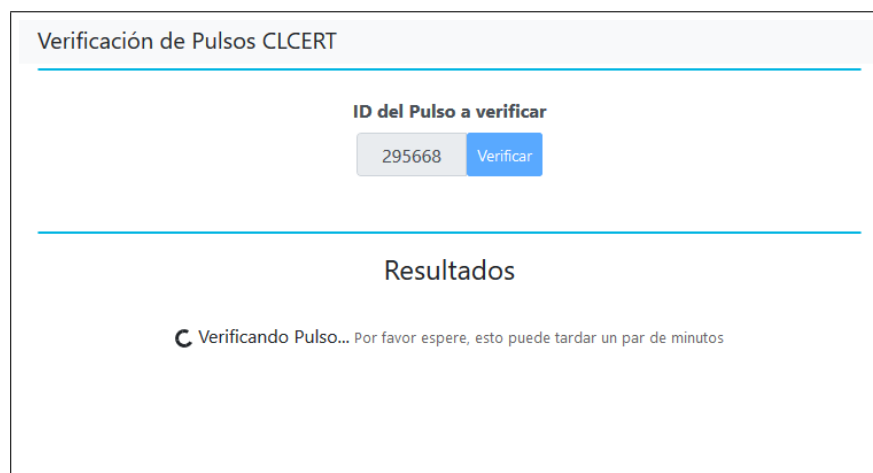 Verificación de Pulsos CLCERT
ID del Pulso a verificar
295668 Verificar
Resultados
Verificando Pulso... Por favor espere, esto puede tardar un par de minutos